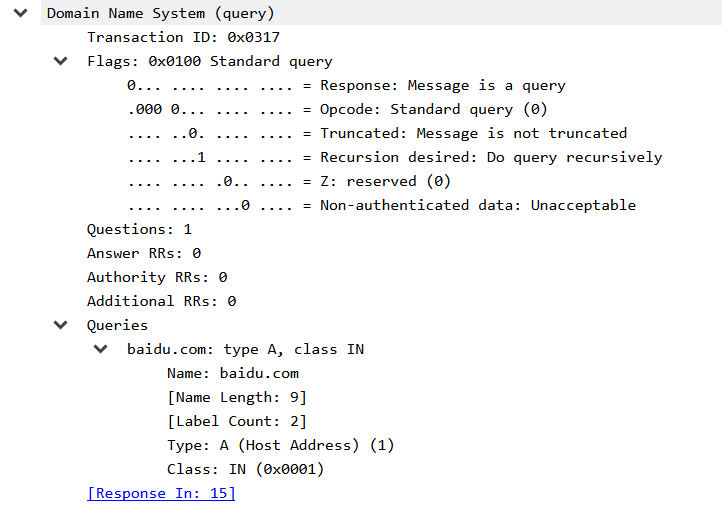 Domain Name System (query)
Transaction ID: 0x0317
Flags: 0x0100 Standard query
0... .... .... .... = Response: Message is a query
.000 0... .... .... = Opcode: Standard query (0)
.... ..0. .... .... = Truncated: Message is not truncated
.... ...1 .... .... = Recursion desired: Do query recursively
.... .... .0.. .... = Z: reserved (0)
.... .... ...0 .... = Non-authenticated data: Unacceptable
Questions: 1
Answer RRs: 0
Authority RRs: 0
Additional RRs: 0
Queries
baidu.com: type A, class IN
Name: baidu.com
[Name Length: 9]
[Label Count: 2]
Type: A (Host Address) (1)
Class: IN (0x0001)
[Response In: 15]